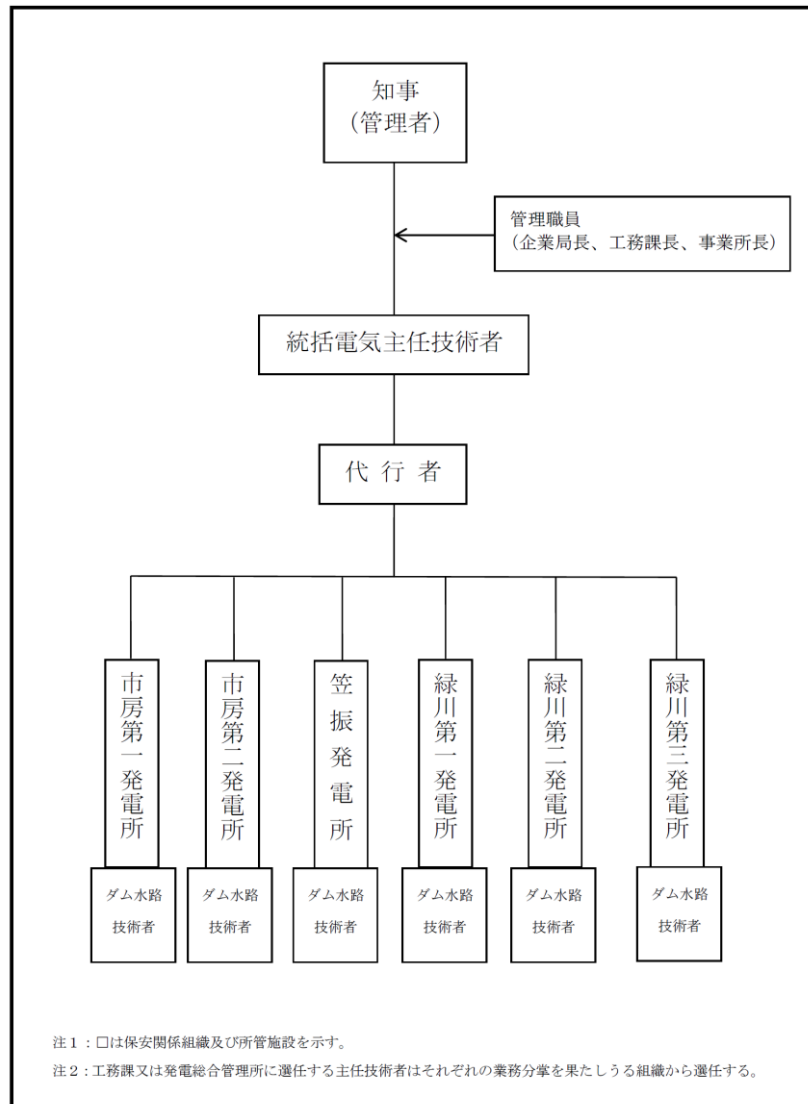 知事
(管理者)
管理職員
(企業局長、工務課長、事業所長)
統括電気主任技術者
代 行 者
市房第一発電所
市房第二発電所
笠振発電所
緑川第一発電所
緑川第二発電所
緑川第三発電所
ダム水路
技術者
ダム水路
技術者
ダム水路
技術者
ダム水路
技術者
ダム水路
技術者
ダム水路
技術者
注１：□は保安関係組織及び所管施設を示す。
注２：工務課又は発電総合管理所に選任する主任技術者はそれぞれの業務分掌を果たしうる組織から選任する。